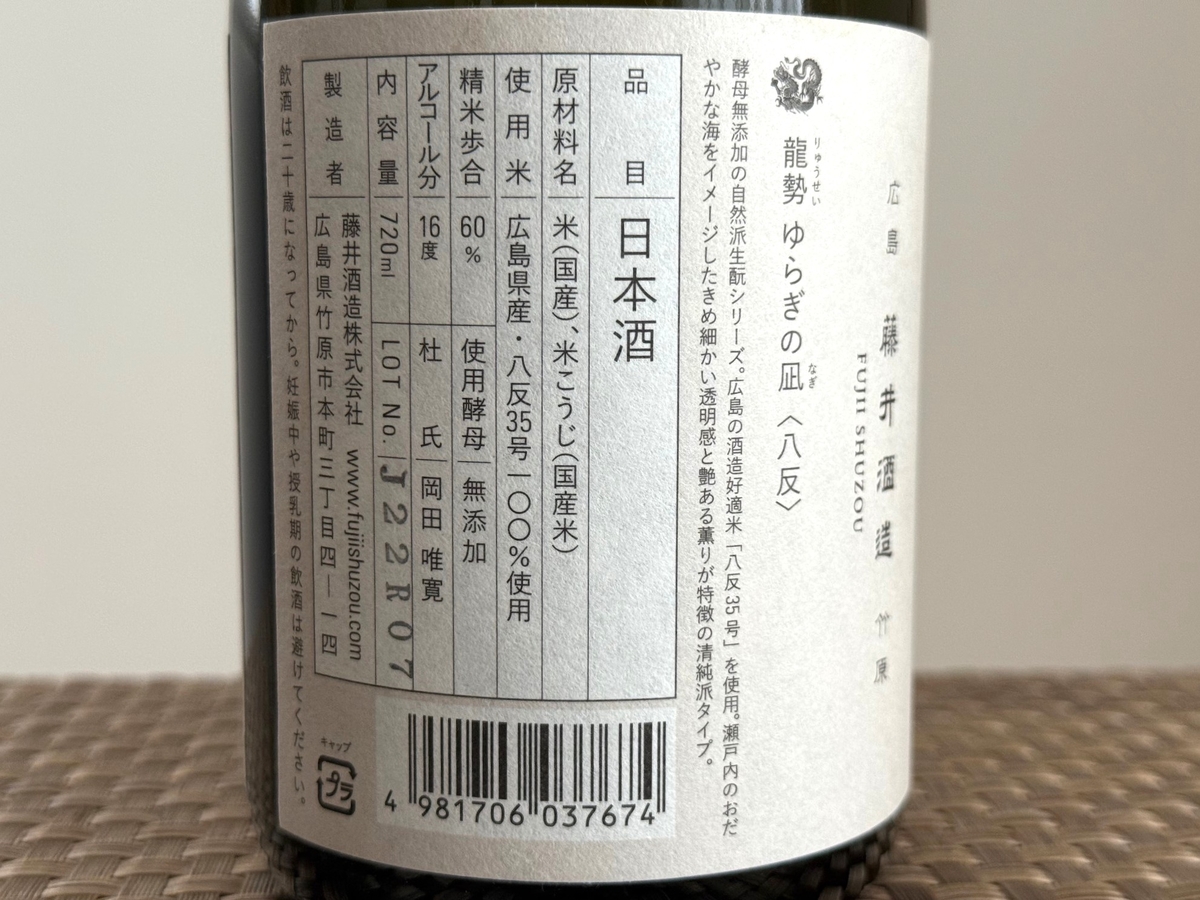 広島 藤井酒造 竹原
FUJII SHUZOU
龍勢 ゆらぎの凪〈八反〉
りゅうせい
なぎ
酵母無添加の自然派生酛シリーズ。広島の酒造好適米「八反35号」を使用。瀬戸内のおだ
やかな海をイメージしたきめ細かい透明感と艶ある薫りが特徴の清純派タイプ。
品目 日本酒
原材料名 米(国産)、米こうじ(国産米)
使用米 広島県産・八反35号一〇〇%使用
精米歩合 60% 使用酵母 無添加
アルコール分 16度 杜氏 岡田 唯寛
内容量 720ml LOT No. J22R07
製造者 藤井酒造株式会社 www.fujiishuzou.com
広島県竹原市本町三丁目四―一四
飲酒は二十歳になってから。妊娠中や授乳期の飲酒は避けてください。
キャップ
プラ
4 981706 037674